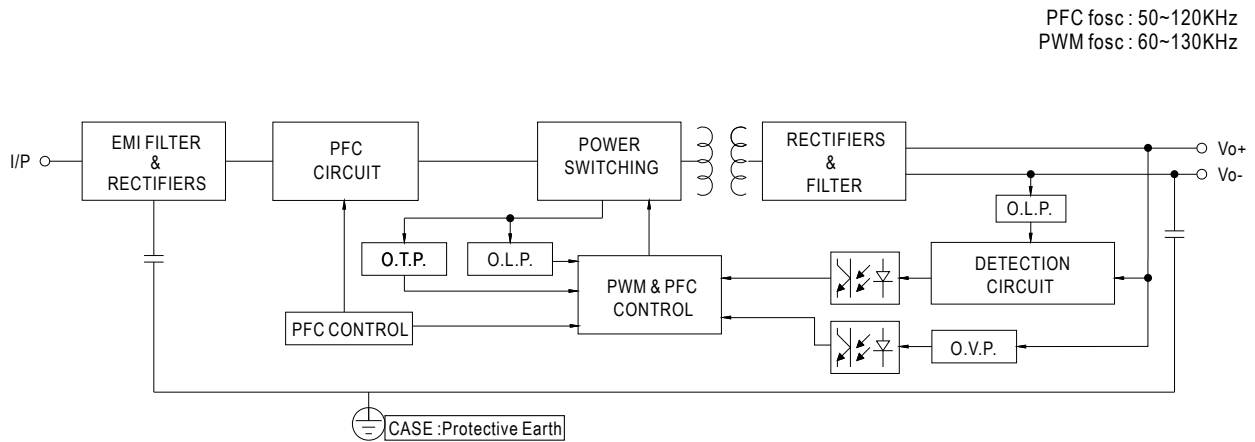 PFC fosc : 50~120KHz
PWM fosc : 60~130KHz
I/P
EMI FILTER
&
RECTIFIERS
PFC
CIRCUIT
POWER
SWITCHING
RECTIFIERS
&
FILTER
Vo+
Vo-
O.L.P.
O.T.P.
O.L.P.
PWM & PFC
CONTROL
DETECTION
CIRCUIT
PFC CONTROL
O.V.P.
CASE :Protective Earth